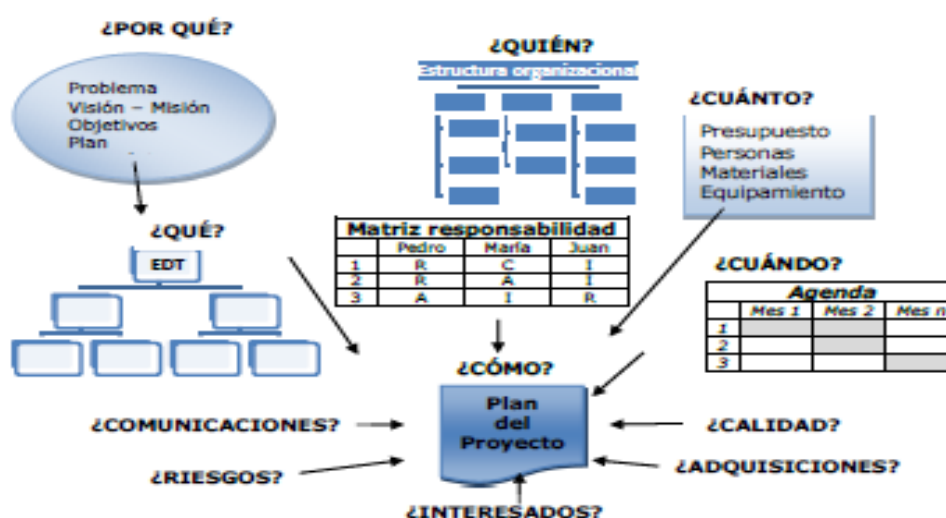 ¿POR QUÉ?
Problema
Visión – Misión
Objetivos
Plan
¿QUIÉN?
Estructura organizacional
¿CUÁNTO?
Presupuesto
Personas
Materiales
Equipamiento
¿QUÉ?
EDT
Matriz responsabilidad
Pedro María Juan
1 R C I
2 R A I
3 A I R
¿CUÁNDO?
Agenda
Mes 1 Mes 2 Mes n
1
2
3
¿CÓMO?
Plan
del
Proyecto
¿COMUNICACIONES?
¿CALIDAD?
¿RIESGOS?
¿ADQUISICIONES?
¿INTERESADOS?